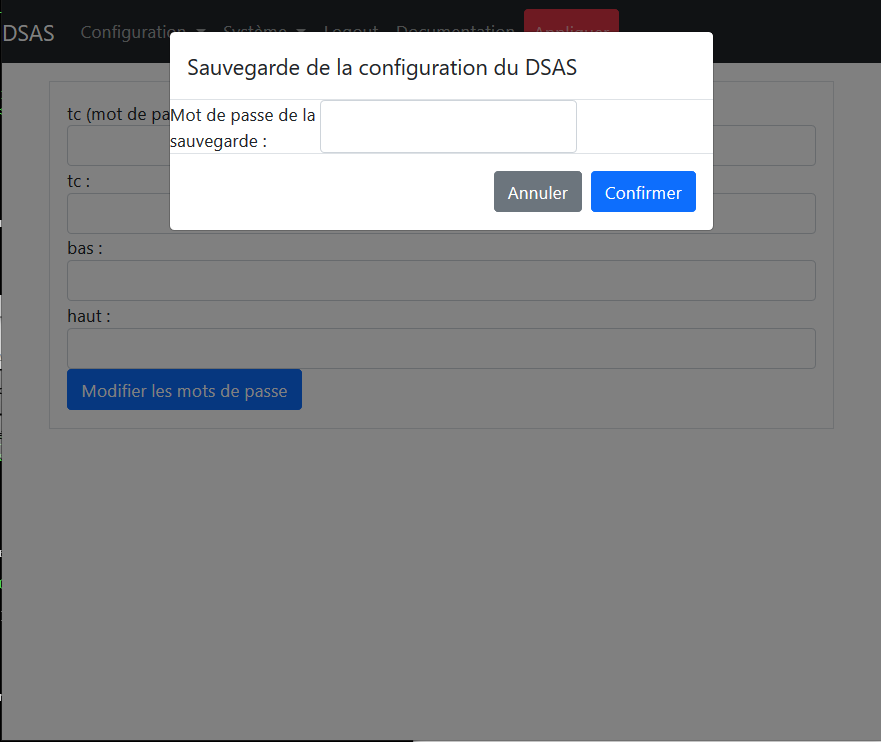 DSAS Configuration Système Logout Documentation Appliquer
Sauvegarde de la configuration du DSAS
tc (mot de pa
Mot de passe de la
sauvegarde :
tc :
Annuler Confirmer
bas :
haut :
Modifier les mots de passe